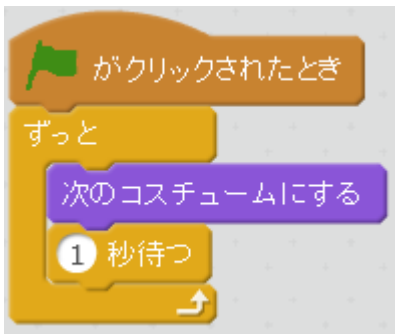 がクリックされたとき
ずっと
次のコスチュームにする
1 秒待つ